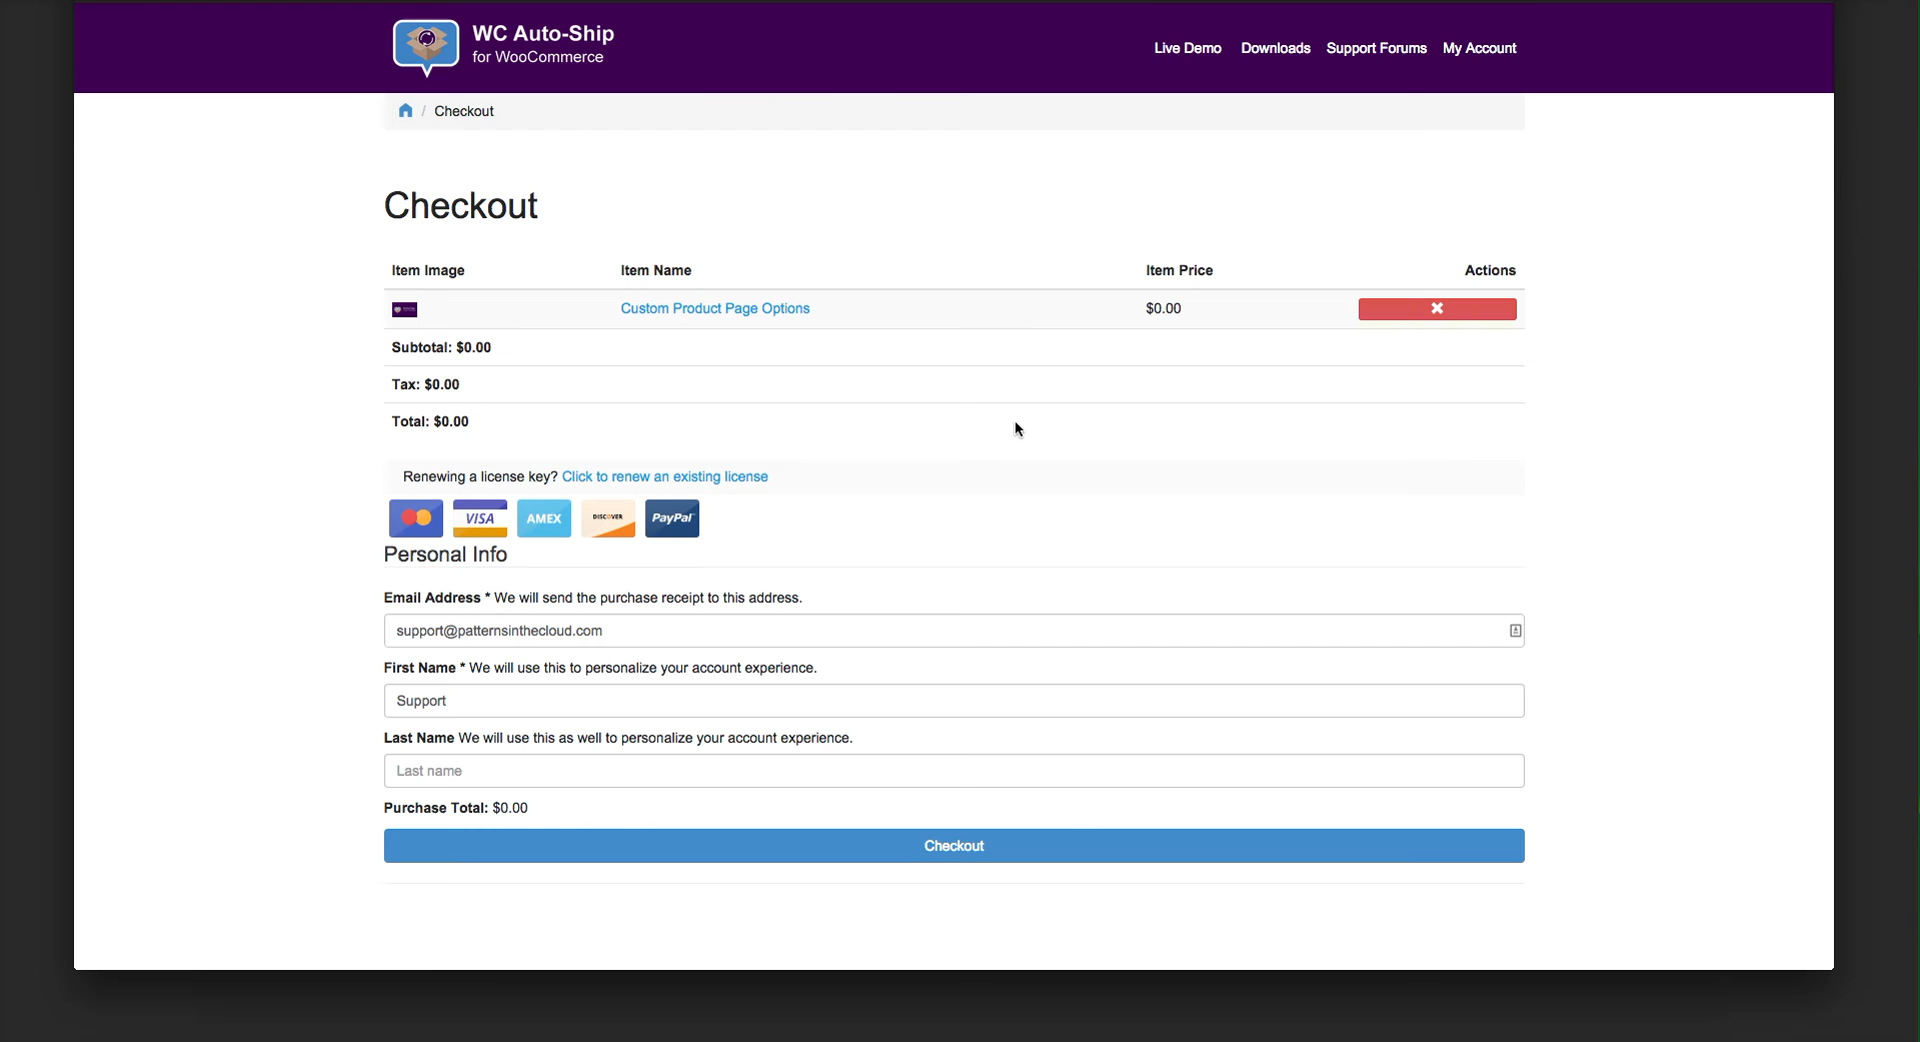 WC Auto-Ship
for WooCommerce
Live Demo Downloads Support Forums My Account
/ Checkout
Checkout
Item Image Item Name Item Price Actions
Custom Product Page Options $0.00
Subtotal: $0.00
Tax: $0.00
Total: $0.00
Renewing a license key? Click to renew an existing license
VISA AMEX DISCOVER PayPal
Personal Info
Email Address * We will send the purchase receipt to this address.
support@patternsinthecloud.com
First Name * We will use this to personalize your account experience.
Support
Last Name We will use this as well to personalize your account experience.
Last name
Purchase Total: $0.00
Checkout